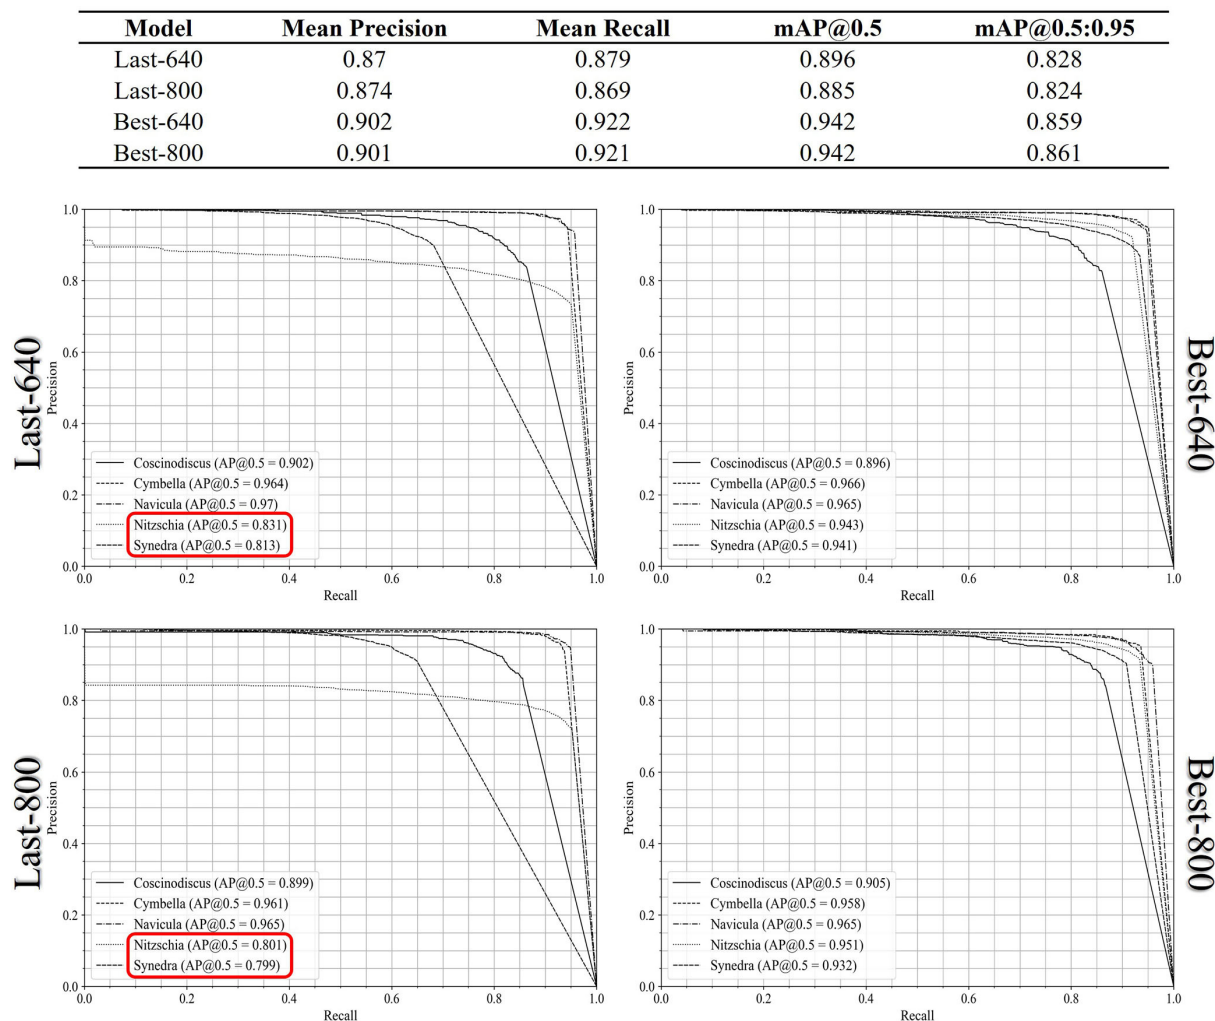 Model Mean Precision Mean Recall mAP@0.5 mAP@0.5:0.95
Last-640 0.87 0.879 0.896 0.828
Last-800 0.874 0.869 0.885 0.824
Best-640 0.902 0.922 0.942 0.859
Best-800 0.901 0.921 0.942 0.861
Last-640
Precision
1.0
0.8
0.6
0.4
0.2
0.0
Coscinodiscus (AP@0.5 = 0.902)
Cymbella (AP@0.5 = 0.964)
Navicula (AP@0.5 = 0.97)
Nitzschia (AP@0.5 = 0.831)
Synedra (AP@0.5 = 0.813)
0.0 0.2 0.4 0.6 0.8 1.0
Recall
Best-640
Precision
1.0
0.8
0.6
0.4
0.2
0.0
Coscinodiscus (AP@0.5 = 0.896)
Cymbella (AP@0.5 = 0.966)
Navicula (AP@0.5 = 0.965)
Nitzschia (AP@0.5 = 0.943)
Synedra (AP@0.5 = 0.941)
0.0 0.2 0.4 0.6 0.8 1.0
Recall
Last-800
Precision
1.0
0.8
0.6
0.4
0.2
0.0
Coscinodiscus (AP@0.5 = 0.899)
Cymbella (AP@0.5 = 0.961)
Navicula (AP@0.5 = 0.965)
Nitzschia (AP@0.5 = 0.801)
Synedra (AP@0.5 = 0.799)
0.0 0.2 0.4 0.6 0.8 1.0
Recall
Best-800
Precision
1.0
0.8
0.6
0.4
0.2
0.0
Coscinodiscus (AP@0.5 = 0.905)
Cymbella (AP@0.5 = 0.958)
Navicula (AP@0.5 = 0.965)
Nitzschia (AP@0.5 = 0.951)
Synedra (AP@0.5 = 0.932)
0.0 0.2 0.4 0.6 0.8 1.0
Recall